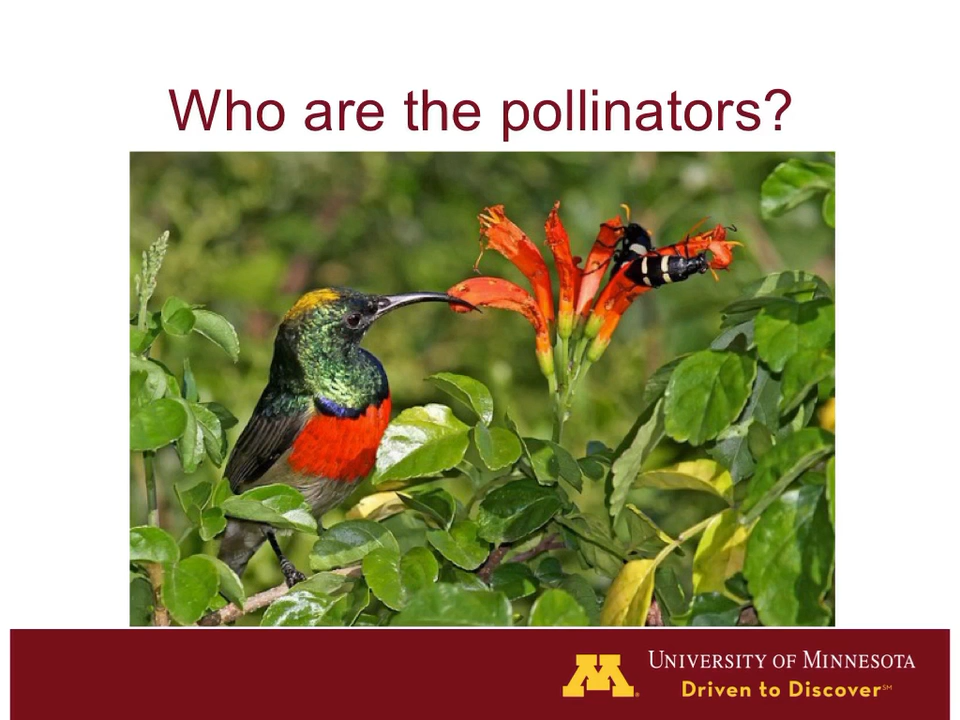 Who are the pollinators?
M
UNIVERSITY OF MINNESOTA
Driven to Discover℠